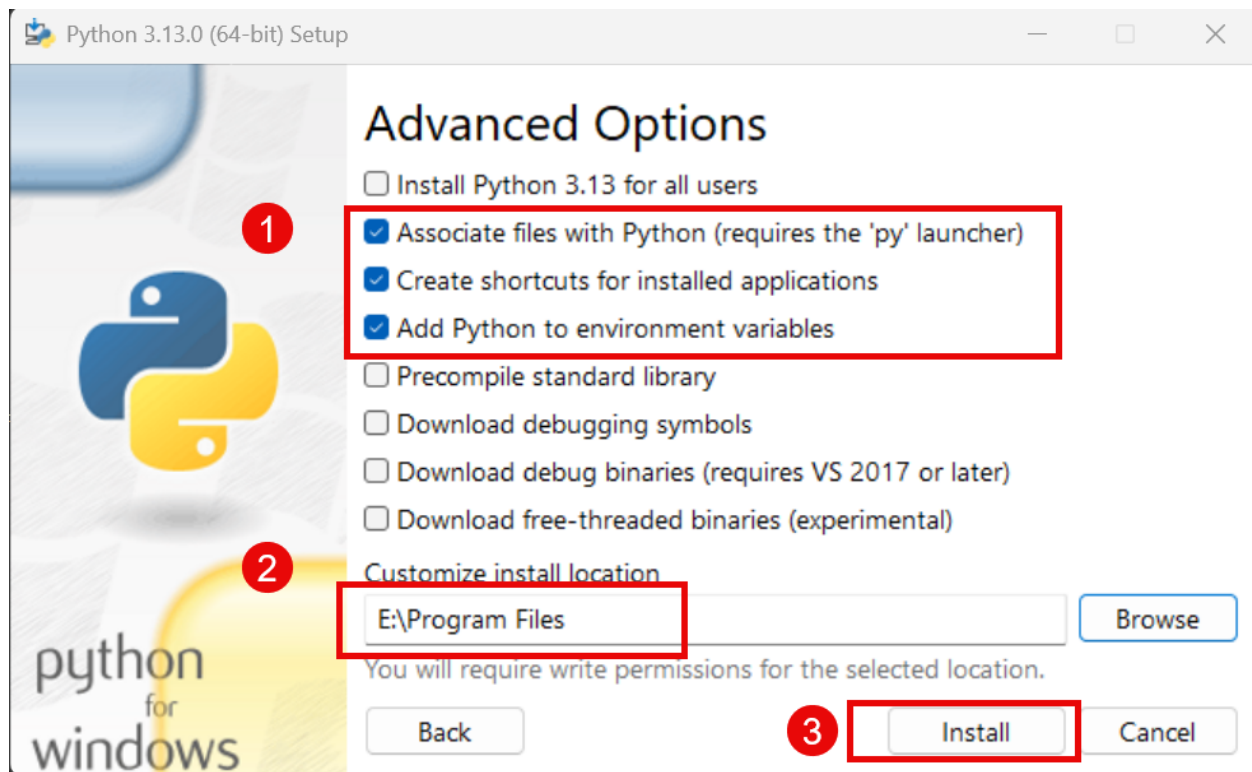 Python 3.13.0 (64-bit) Setup
Advanced Options
Install Python 3.13 for all users
1
Associate files with Python (requires the 'py' launcher)
Create shortcuts for installed applications
Add Python to environment variables
Precompile standard library
Download debugging symbols
Download debug binaries (requires VS 2017 or later)
Download free-threaded binaries (experimental)
2
Customize install location
E:\Program Files
Browse
You will require write permissions for the selected location.
python
for
windows
Back
3
Install
Cancel